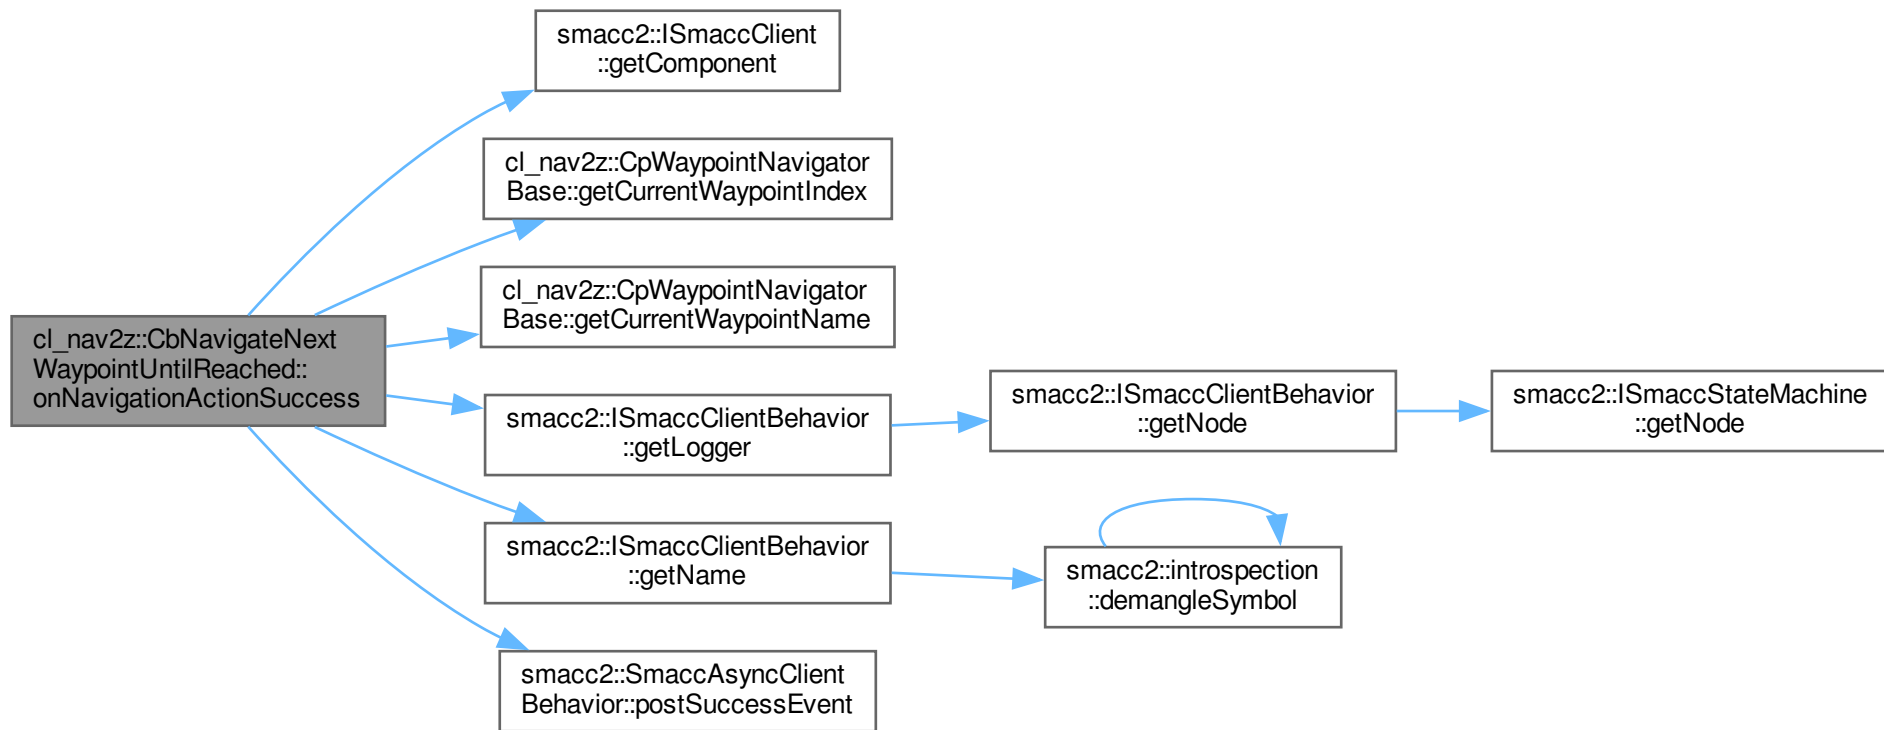 smacc2::ISmaccClient
::getComponent
cl_nav2z::CpWaypointNavigator
Base::getCurrentWaypointIndex
cl_nav2z::CpWaypointNavigator
Base::getCurrentWaypointName
cl_nav2z::CbNavigateNext
WaypointUntilReached::
onNavigationActionSuccess
smacc2::ISmaccClientBehavior
::getLogger
smacc2::ISmaccClientBehavior
::getNode
smacc2::ISmaccStateMachine
::getNode
smacc2::ISmaccClientBehavior
::getName
smacc2::introspection
::demangleSymbol
smacc2::SmaccAsyncClient
Behavior::postSuccessEvent